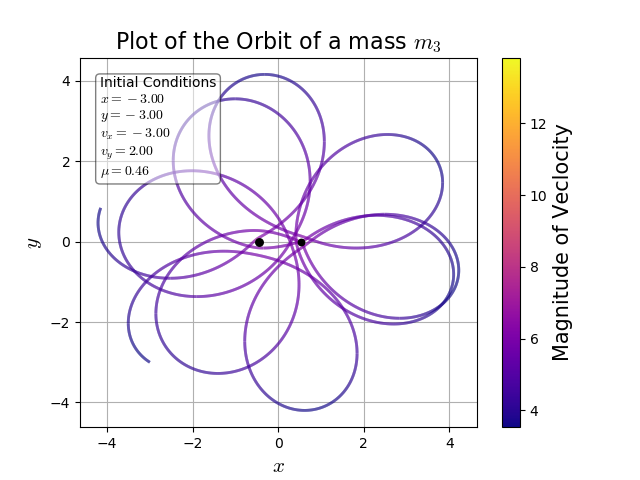 Plot of the Orbit of a mass m₃
Initial Conditions
x = −3.00
y = −3.00
vₓ = −3.00
v_y = 2.00
μ = 0.46
4
2
0
−2
−4
y
−4
−2
0
2
4
x
12
10
8
6
4
Magnitude of Veclocity